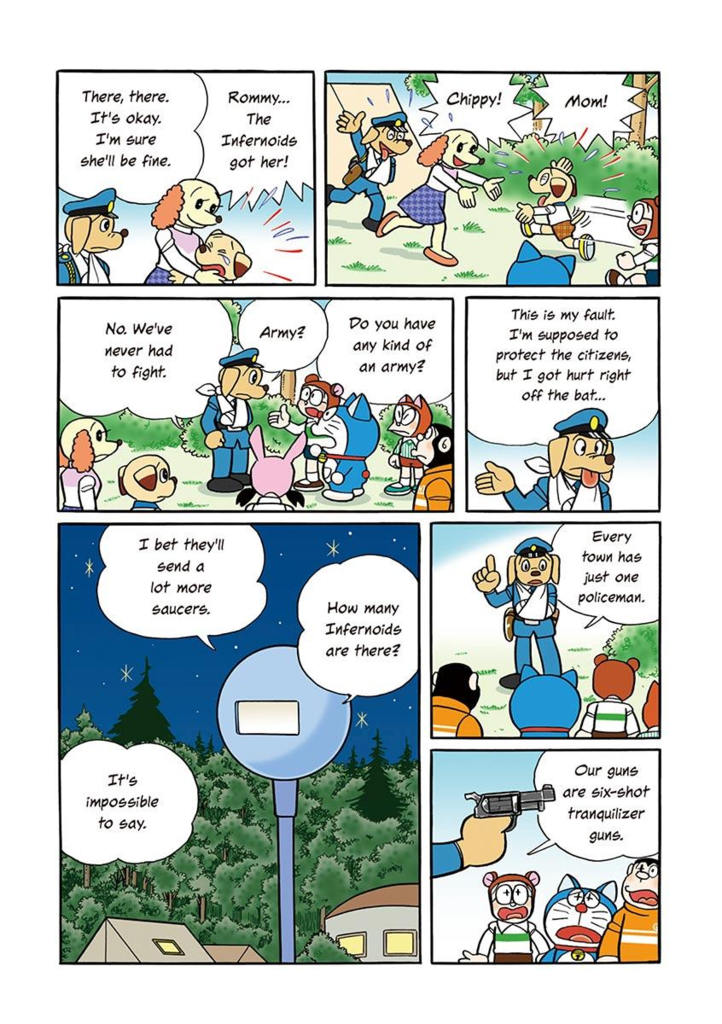 Mom!
Chippy!
Rommy...
The
Infernoids
got her!
There, there.
It's okay.
I'm sure
she'll be fine.
This is my fault.
I'm supposed to
protect the citizens,
but I got hurt right
off the bat...
Do you have
any kind of
an army?
Army?
No. We've
never had
to fight.
Every
town has
just one
policeman.
Our guns
are six-shot
tranquilizer
guns.
I bet they'll
send a
lot more
saucers.
How many
Infernoids
are there?
It's
impossible
to say.